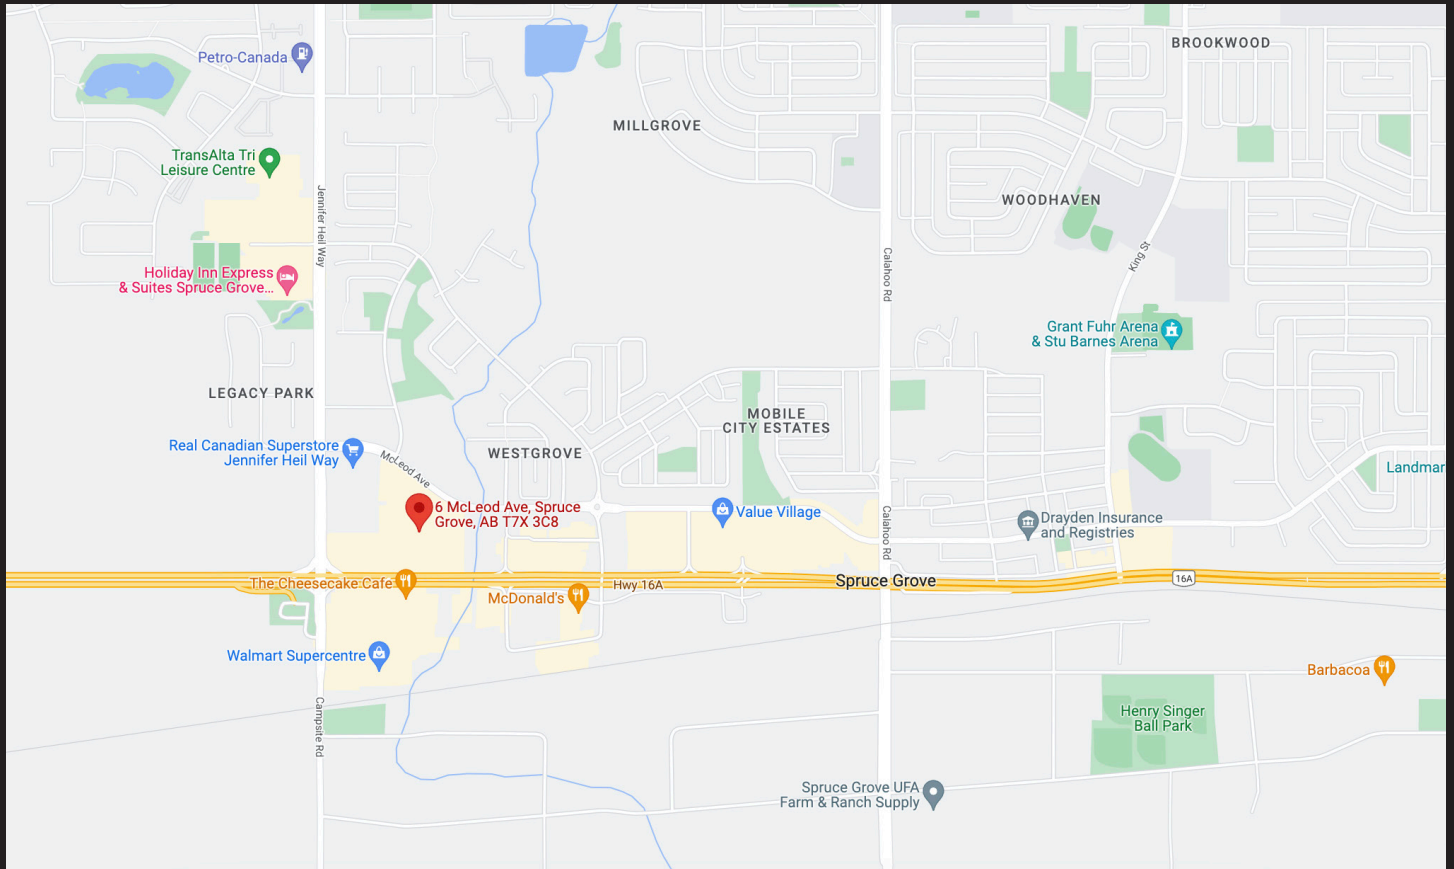 BROOKWOOD
Petro-Canada
MILLGROVE
TransAlta Tri
Leisure Centre
Jennifer Heil Way
WOODHAVEN
King St
Calahoo Rd
Holiday Inn Express
& Suites Spruce Grove...
Grant Fuhr Arena
& Stu Barnes Arena
LEGACY PARK
MOBILE
CITY ESTATES
Real Canadian Superstore
Jennifer Heil Way
McLeod Ave
WESTGROVE
Landmar
6 McLeod Ave, Spruce
Grove, AB T7X 3C8
Value Village
Calahoo Rd
Drayden Insurance
and Registries
The Cheesecake Cafe
Hwy 16A
Spruce Grove
16A
McDonald's
Walmart Supercentre
Barbacoa
Campsite Rd
Henry Singer
Ball Park
Spruce Grove UFA
Farm & Ranch Supply